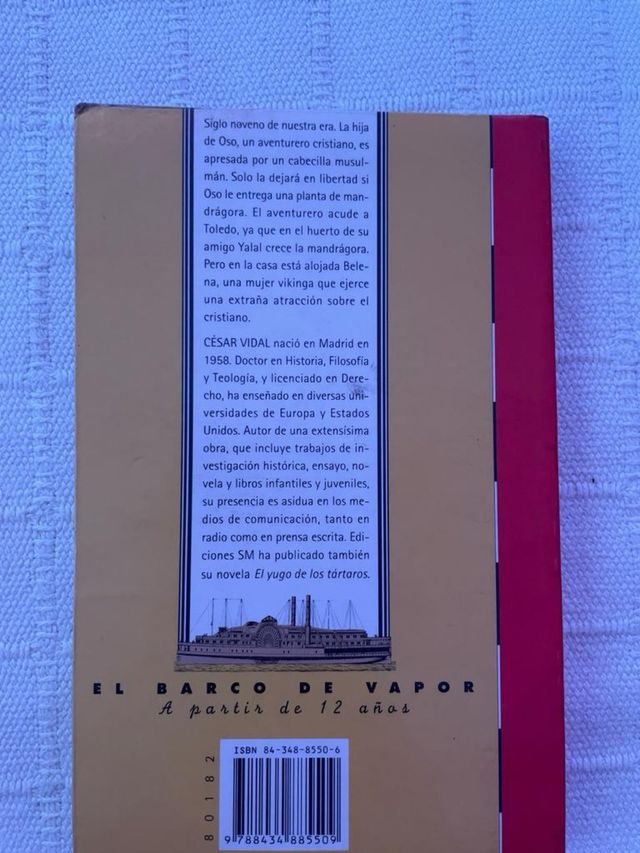 Siglo noveno de nuestra era. La hija
de Oso, un aventurero cristiano, es
apresada por un cabecilla musul-
mán. Solo la dejará en libertad si
Oso le entrega una planta de man-
drágora. El aventurero acude a
Toledo, ya que en el huerto de su
amigo Yalal crece la mandrágora.
Pero en la casa está alojada Bele-
na, una mujer vikinga que ejerce
una extraña atracción sobre el
cristiano.
CÉSAR VIDAL nació en Madrid en
1958. Doctor en Historia, Filosofía
y Teología, y licenciado en Dere-
cho, ha enseñado en diversas uni-
versidades de Europa y Estados
Unidos. Autor de una extensísima
obra, que incluye trabajos de in-
vestigación histórica, ensayo, no-
vela y libros infantiles y juveniles,
su presencia es asidua en los me-
dios de comunicación, tanto en
radio como en prensa escrita. Edi-
ciones SM ha publicado también
su novela El yugo de los tártaros.
EL BARCO DE VAPOR
A partir de 12 años
ISBN 84-348-8550-6
80182
9 788434 885509